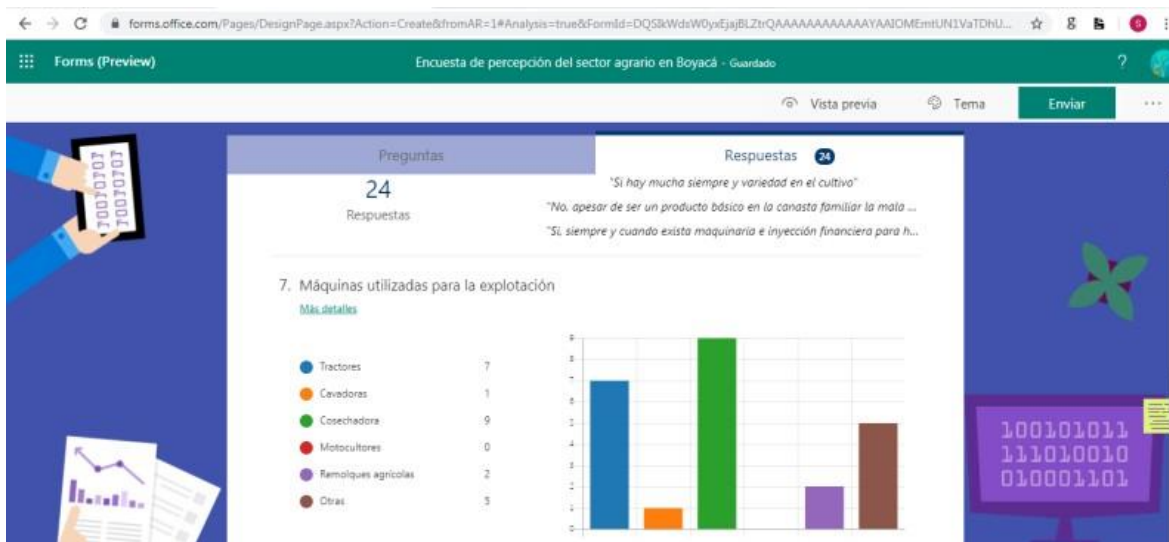 forms.office.com/Pages/DesignPage.aspx?Action=Create&fromAR=1#Analysis=true&FormId=
Forms (Preview)
Encuesta de percepción del sector agrario en Boyacá - Guardado
?
Vista previa
Tema
Enviar
...
Preguntas
Respuestas 24
24
Respuestas
"Si hay mucha siempre y variedad en el cultivo"
"No, apesar de ser un producto básico en la canasta familiar la mala ...
"Si, siempre y cuando exista maquinaria e inyección financiera para h...
7. Máquinas utilizadas para la explotación
Más detalles
Tractores 7
Cavadoras 1
Cosechadora 9
Motocultores 0
Remolques agrícolas 2
Otras 5
100101011
111010010
010001101